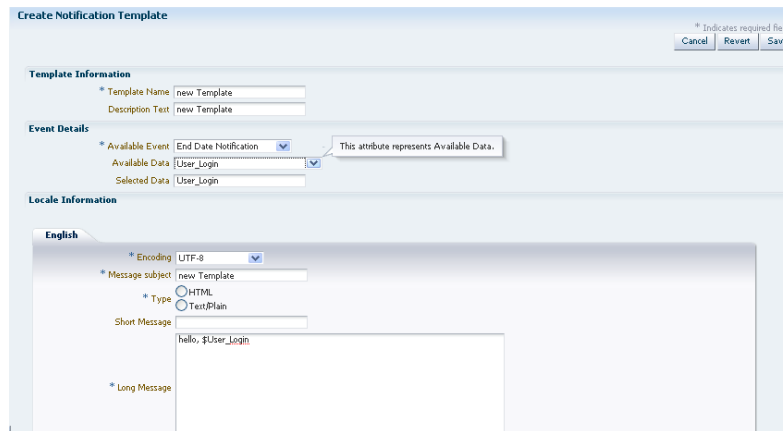 Create Notification Template
* Indicates required fie
Cancel Revert Sav
Template Information
* Template Name new Template
Description Text new Template
Event Details
* Available Event End Date Notification
This attribute represents Available Data.
Available Data User_Login
Selected Data User_Login
Locale Information
English
* Encoding UTF-8
* Message subject new Template
* Type HTML
Text/Plain
Short Message
hello, $User_Login
* Long Message